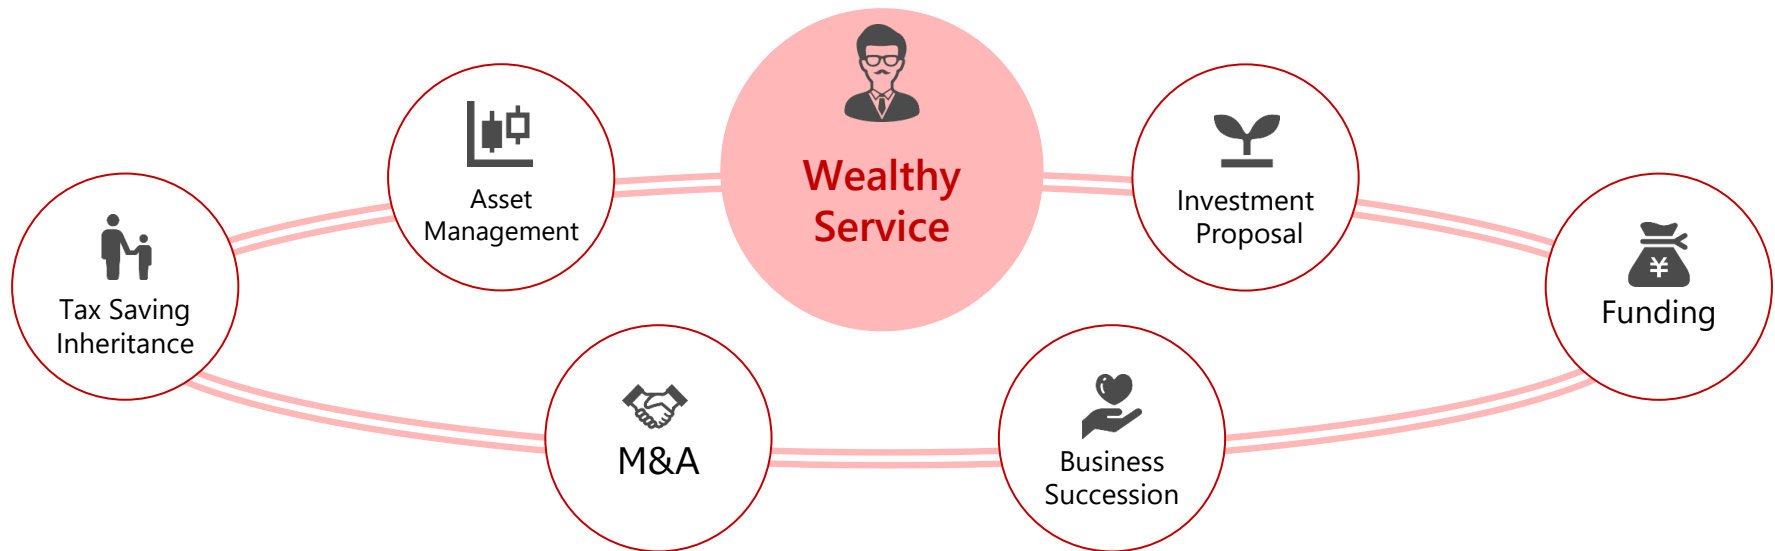 Wealthy
Service
Asset
Management
Investment
Proposal
Tax Saving
Inheritance
¥
Funding
M&A
Business
Succession